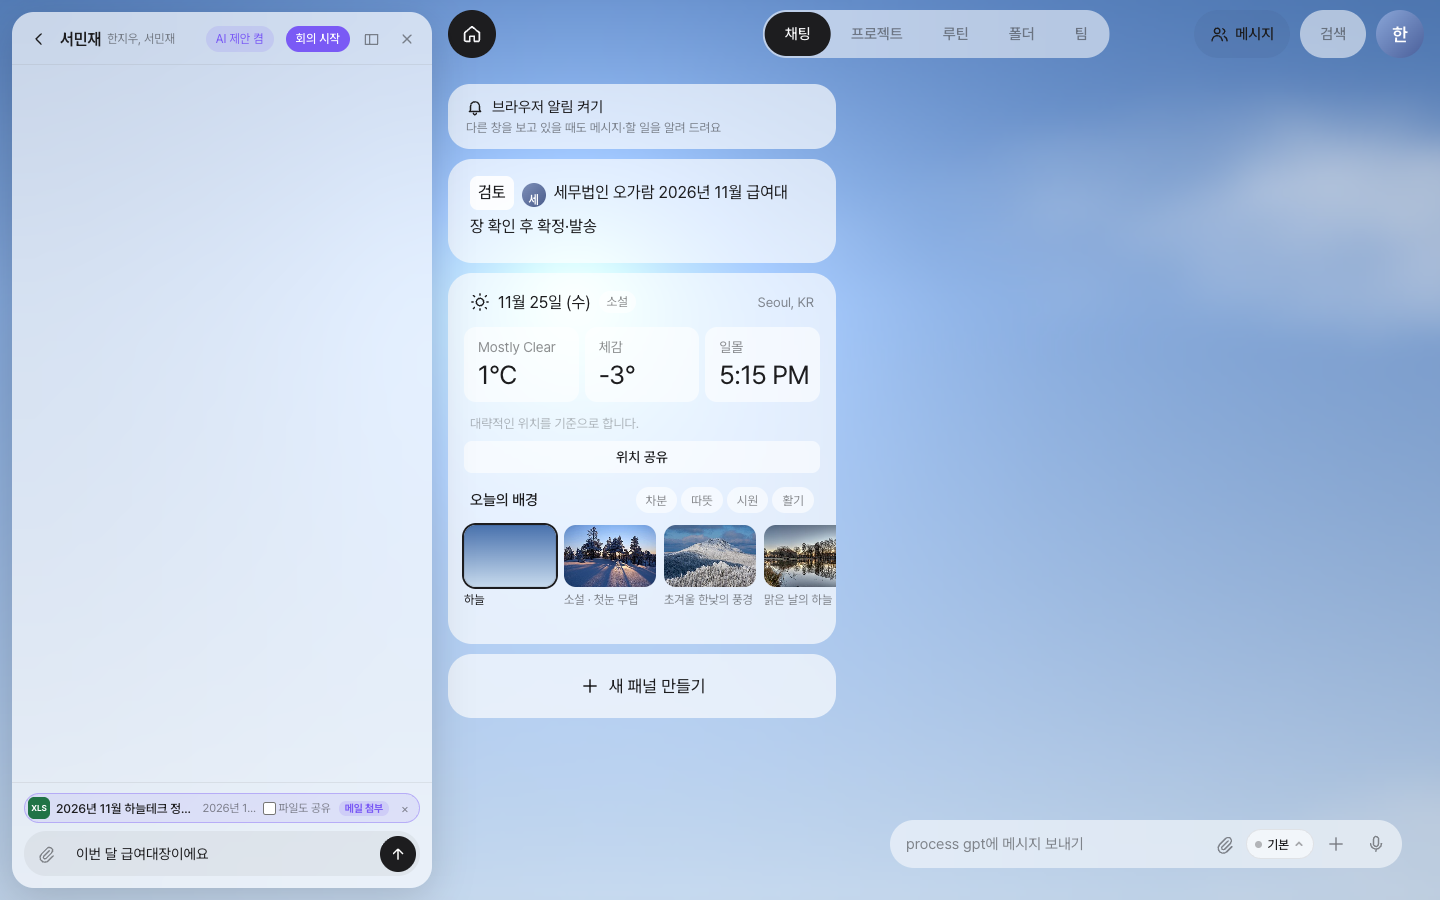 서민재 한지우, 서민재 AI 제안 켬 회의 시작
채팅 프로젝트 루틴 폴더 팀
메시지 검색 한
브라우저 알림 켜기
다른 창을 보고 있을 때도 메시지·할 일을 알려 드려요
검토 세 세무법인 오가람 2026년 11월 급여대
장 확인 후 확정·발송
11월 25일 (수) 소설 Seoul, KR
Mostly Clear 체감 일몰
1°C -3° 5:15 PM
대략적인 위치를 기준으로 합니다.
위치 공유
오늘의 배경 차분 따뜻 시원 활기
하늘 소설 · 첫눈 무렵 초겨울 한낮의 풍경 맑은 날의 하늘
새 패널 만들기
XLS 2026년 11월 하늘테크 정... 2026년 1... 파일도 공유 메일 첨부
이번 달 급여대장이에요
process gpt에 메시지 보내기 기본